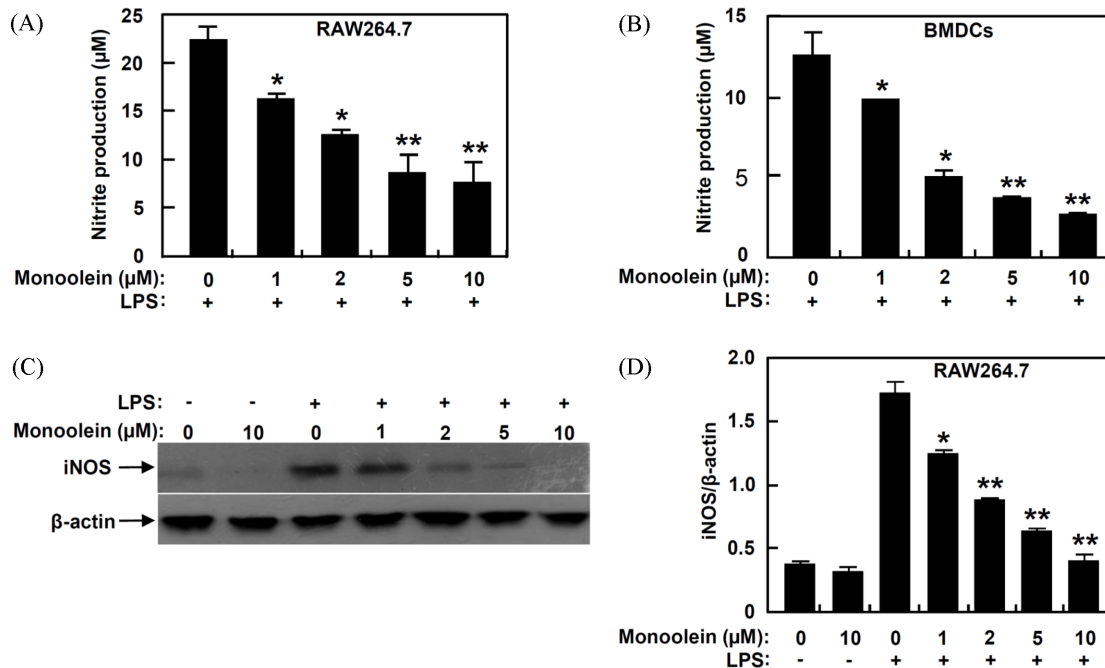 (A)
RAW264.7
Nitrite production (µM)
25
20
15
10
5
0
*
*
**
**
Monoolein (µM): 0 1 2 5 10
LPS: + + + + +
(B)
BMDCs
Nitrite production (µM)
15
10
5
0
*
*
**
**
Monoolein (µM): 0 1 2 5 10
LPS: + + + + +
(C)
LPS: - - + + + + +
Monoolein (µM): 0 10 0 1 2 5 10
iNOS
β-actin
(D)
RAW264.7
iNOS/β-actin
2.0
1.5
1.0
0.5
0
*
**
**
**
Monoolein (µM): 0 10 0 1 2 5 10
LPS: - - + + + + +